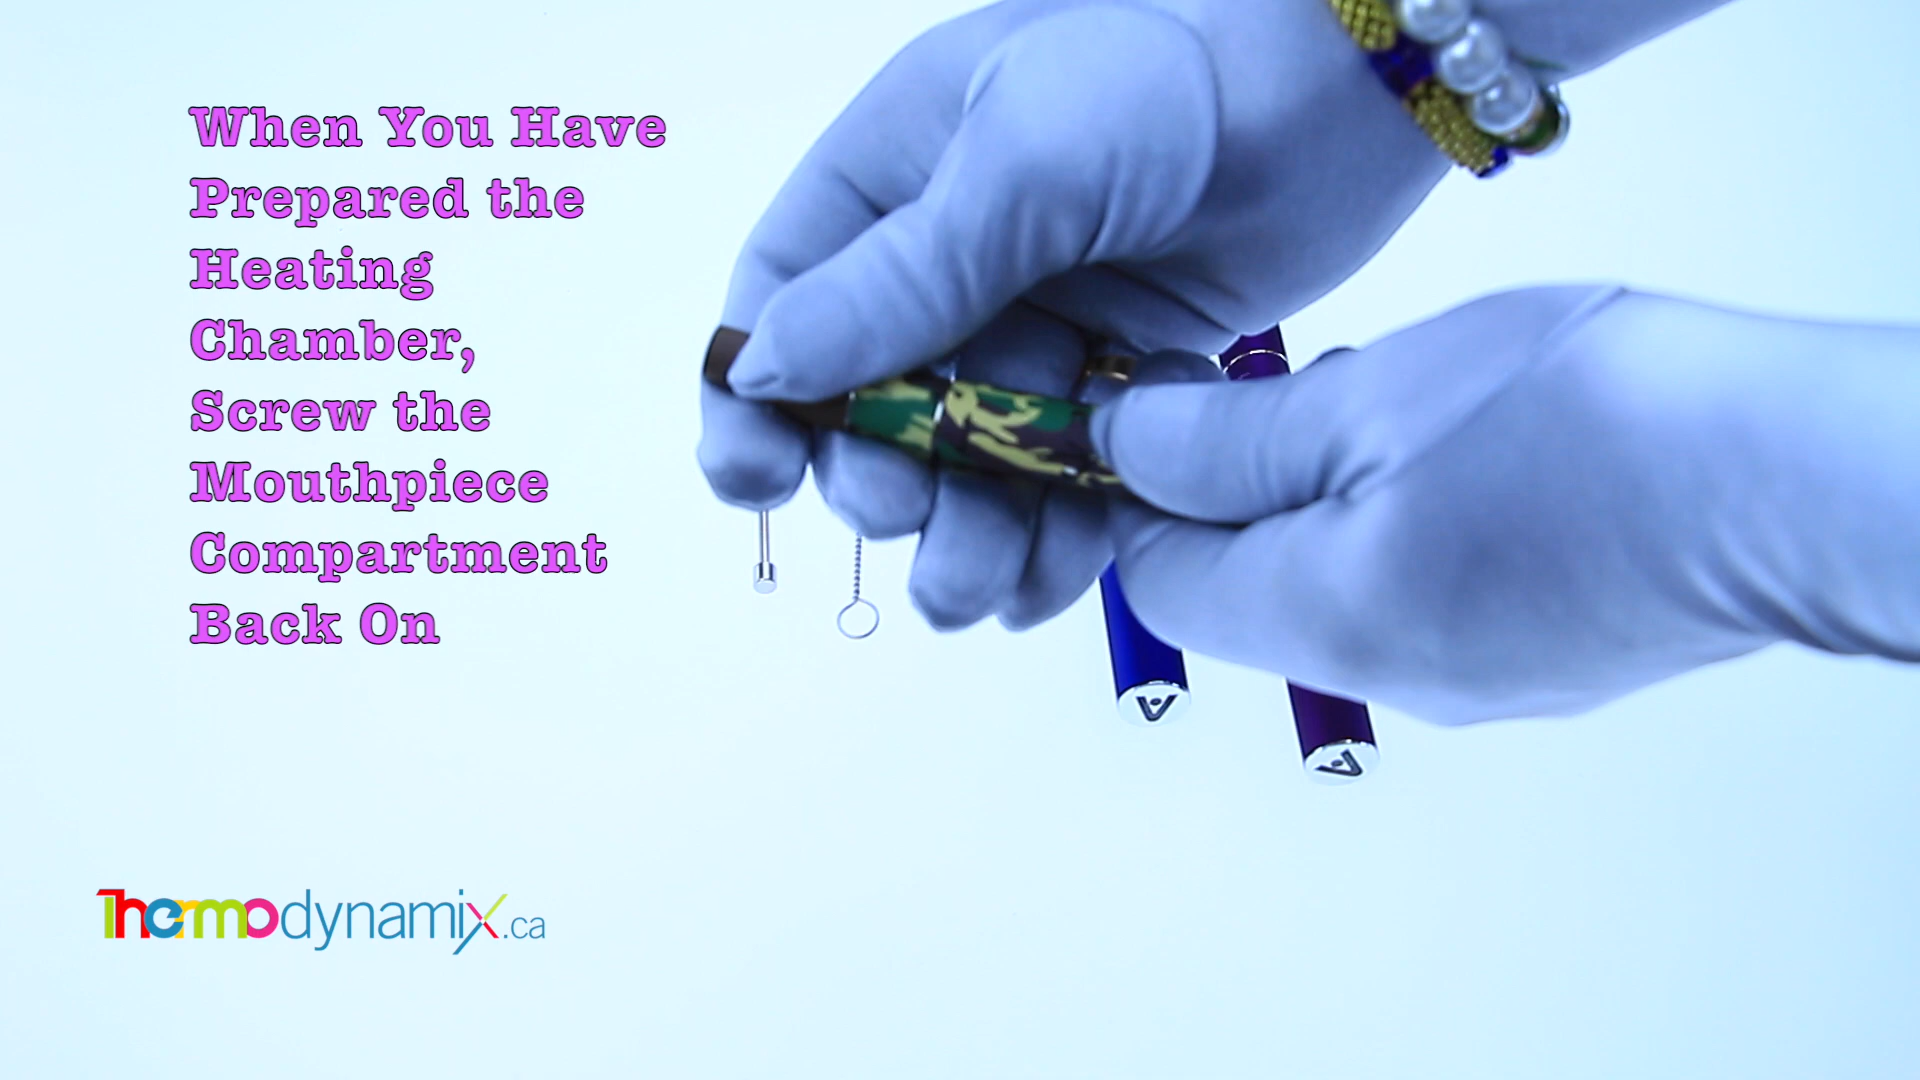 When You Have
Prepared the
Heating
Chamber,
Screw the
Mouthpiece
Compartment
Back On
Thermodynamix.ca